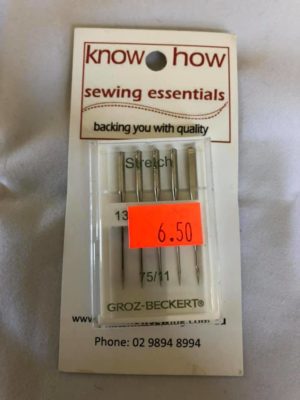 know how
sewing essentials
backing you with quality
Stretch
13
6.50
75/11
GROZ-BECKERT®
Phone: 02 9894 8994